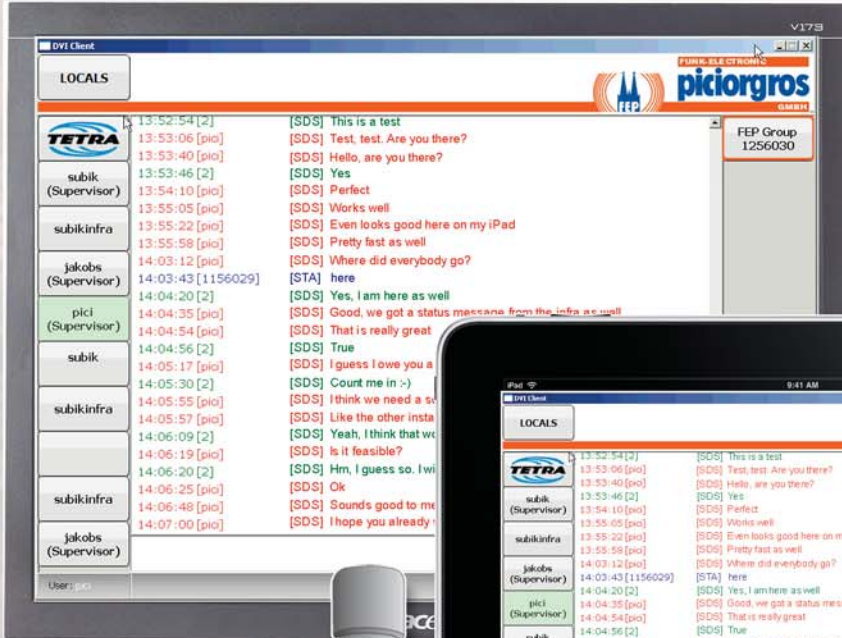 V173
DVI Client
LOCALS
FUNK-ELECTRONIC
piciorgros
GMBH
FEP
TETRA
subik
(Supervisor)
subikinfra
jakobs
(Supervisor)
pici
(Supervisor)
subik
subikinfra
subikinfra
jakobs
(Supervisor)
User: pici
13:52:54 [2] [SDS] This is a test
13:53:06 [pici] [SDS] Test, test. Are you there?
13:53:40 [pici] [SDS] Hello, are you there?
13:53:46 [2] [SDS] Yes
13:54:10 [pici] [SDS] Perfect
13:55:05 [pici] [SDS] Works well
13:55:22 [pici] [SDS] Even looks good here on my iPad
13:55:58 [pici] [SDS] Pretty fast as well
14:03:12 [pici] [SDS] Where did everybody go?
14:03:43 [1156029] [STA] here
14:04:20 [2] [SDS] Yes, I am here as well
14:04:35 [pici] [SDS] Good, we got a status message from the infra as well
14:04:54 [pici] [SDS] That is really great
14:04:56 [2] [SDS] True
14:05:17 [pici] [SDS] I guess I owe you a
14:05:30 [2] [SDS] Count me in :-)
14:05:55 [pici] [SDS] I think we need a
14:05:57 [pici] [SDS] Like the other
14:06:09 [2] [SDS] Yeah, I think that
14:06:19 [pici] [SDS] Is it feasible?
14:06:20 [2] [SDS] Hm, I guess so. I
14:06:25 [pici] [SDS] Ok
14:06:48 [pici] [SDS] Sounds good to me
14:07:00 [pici] [SDS] I hope you already
FEP Group
1256030
iPad 9:41 AM
DVI Client
LOCALS
TETRA
subik
(Supervisor)
subikinfra
jakobs
(Supervisor)
pici
(Supervisor)
subik
13:52:54 [2] [SDS] This is a test
13:53:06 [pici] [SDS] Test, test. Are you there?
13:53:40 [pici] [SDS] Hello, are you there?
13:53:46 [2] [SDS] Yes
13:54:10 [pici] [SDS] Perfect
13:55:05 [pici] [SDS] Works well
13:55:22 [pici] [SDS] Even looks good here on
13:55:58 [pici] [SDS] Pretty fast as well
14:03:12 [pici] [SDS] Where did everybody go?
14:03:43 [1156029] [STA] here
14:04:20 [2] [SDS] Yes, I am here as well
14:04:35 [pici] [SDS] Good, we got a status
14:04:54 [pici] [SDS] That is really great
14:04:56 [2] [SDS] True